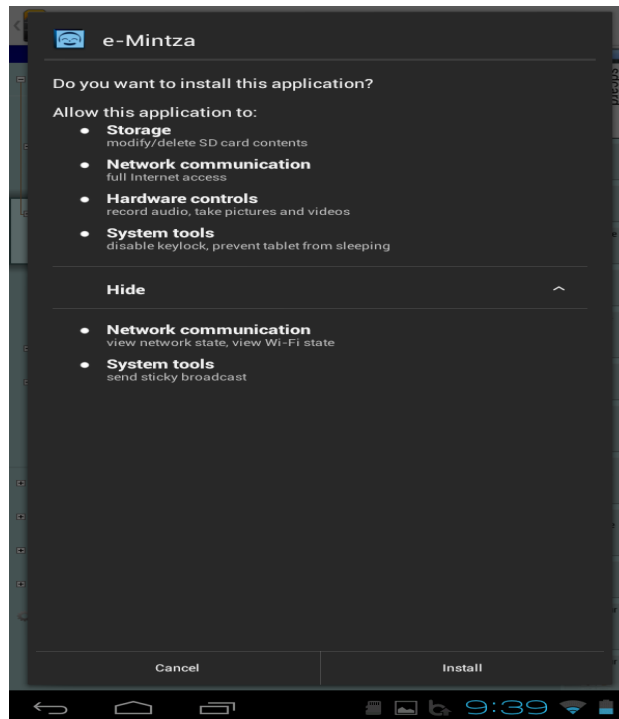 e-Mintza
Do you want to install this application?
Allow this application to:
Storage
modify/delete SD card contents
Network communication
full Internet access
Hardware controls
record audio, take pictures and videos
System tools
disable keylock, prevent tablet from sleeping
Hide
Network communication
view network state, view Wi-Fi state
System tools
send sticky broadcast
Cancel Install
9:39